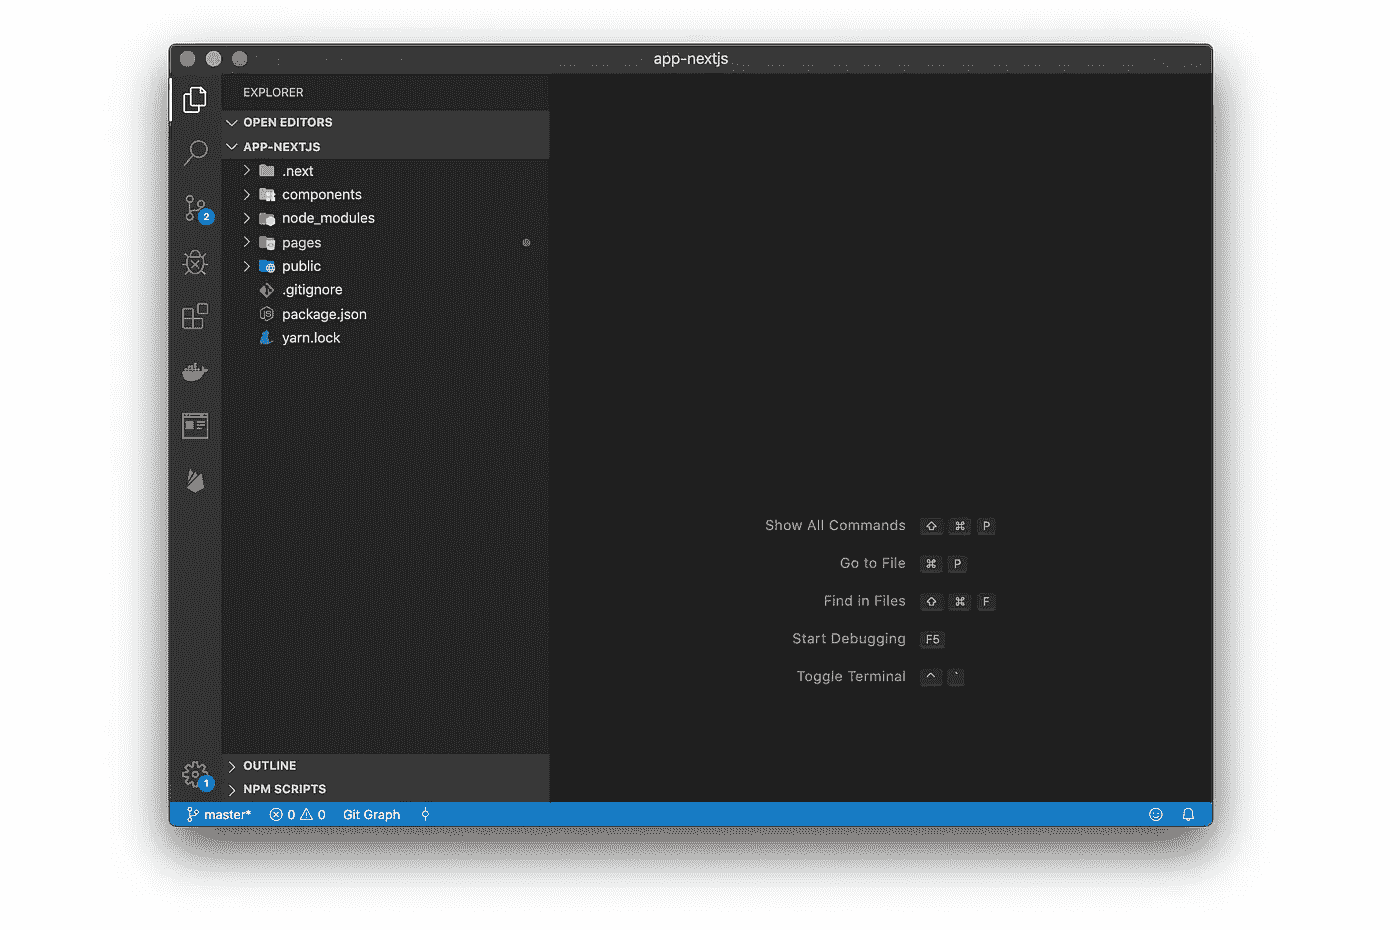 app-nextjs
EXPLORER
OPEN EDITORS
APP-NEXTJS
.next
components
node_modules
pages
public
.gitignore
package.json
yarn.lock
2
Show All Commands ⇧ ⌘ P
Go to File ⌘ P
Find in Files ⇧ ⌘ F
Start Debugging F5
Toggle Terminal ^ `
OUTLINE
NPM SCRIPTS
1
master* 0 0 Git Graph